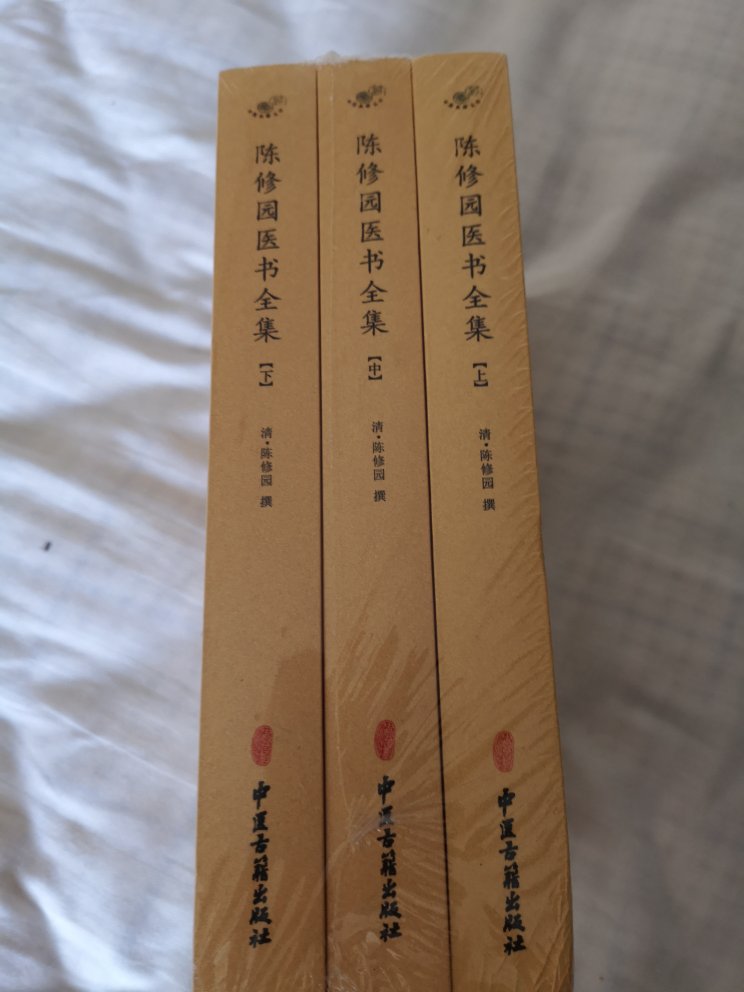 陈修园医书全集
【下】
清·陈修园 撰
中医古籍出版社
陈修园医书全集
【中】
清·陈修园 撰
中医古籍出版社
陈修园医书全集
【上】
清·陈修园 撰
中医古籍出版社